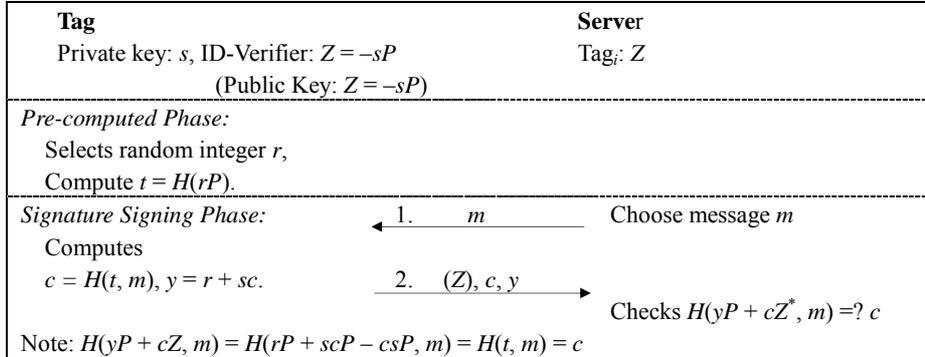 Tag Server
Private key: s, ID-Verifier: Z = –sP Tagi: Z
(Public Key: Z = –sP)
Pre-computed Phase:
Selects random integer r,
Compute t = H(rP).
Signature Signing Phase: 1. m Choose message m
Computes
c = H(t, m), y = r + sc. 2. (Z), c, y
Checks H(yP + cZ*, m) =? c
Note: H(yP + cZ, m) = H(rP + scP – csP, m) = H(t, m) = c